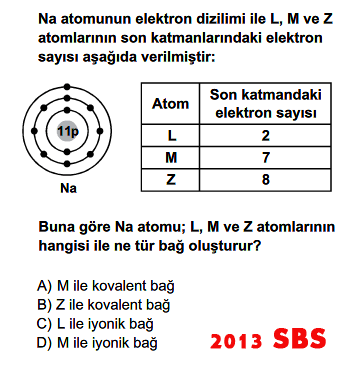 Na atomunun elektron dizilimi ile L, M ve Z
atomlarının son katmanlarındaki elektron
sayısı aşağıda verilmiştir:
11p
Na
Atom Son katmandaki
elektron sayısı
L 2
M 7
Z 8
Buna göre Na atomu; L, M ve Z atomlarının
hangisi ile ne tür bağ oluşturur?
A) M ile kovalent bağ
B) Z ile kovalent bağ
C) L ile iyonik bağ
D) M ile iyonik bağ
2013 SBS